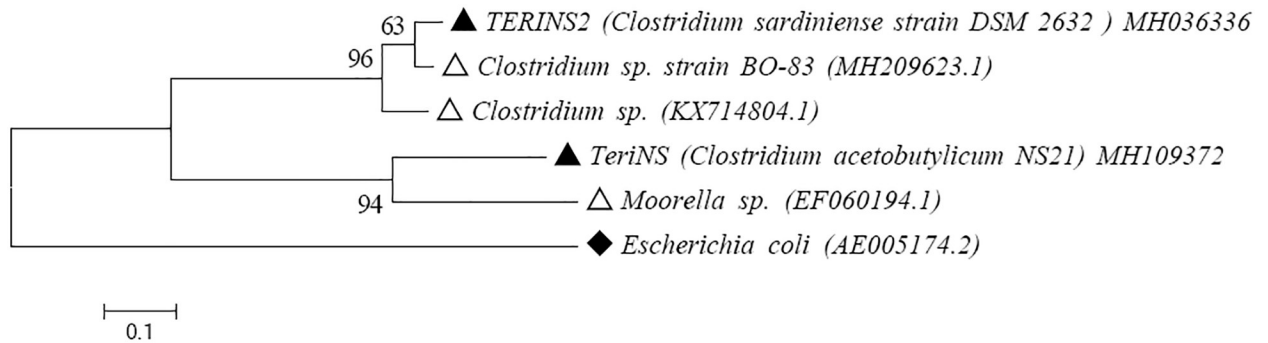 63
TERINS2 (Clostridium sardiniense strain DSM 2632 ) MH036336
96
Clostridium sp. strain BO-83 (MH209623.1)
Clostridium sp. (KX714804.1)
TeriNS (Clostridium acetobutylicum NS21) MH109372
94
Moorella sp. (EF060194.1)
Escherichia coli (AE005174.2)
0.1